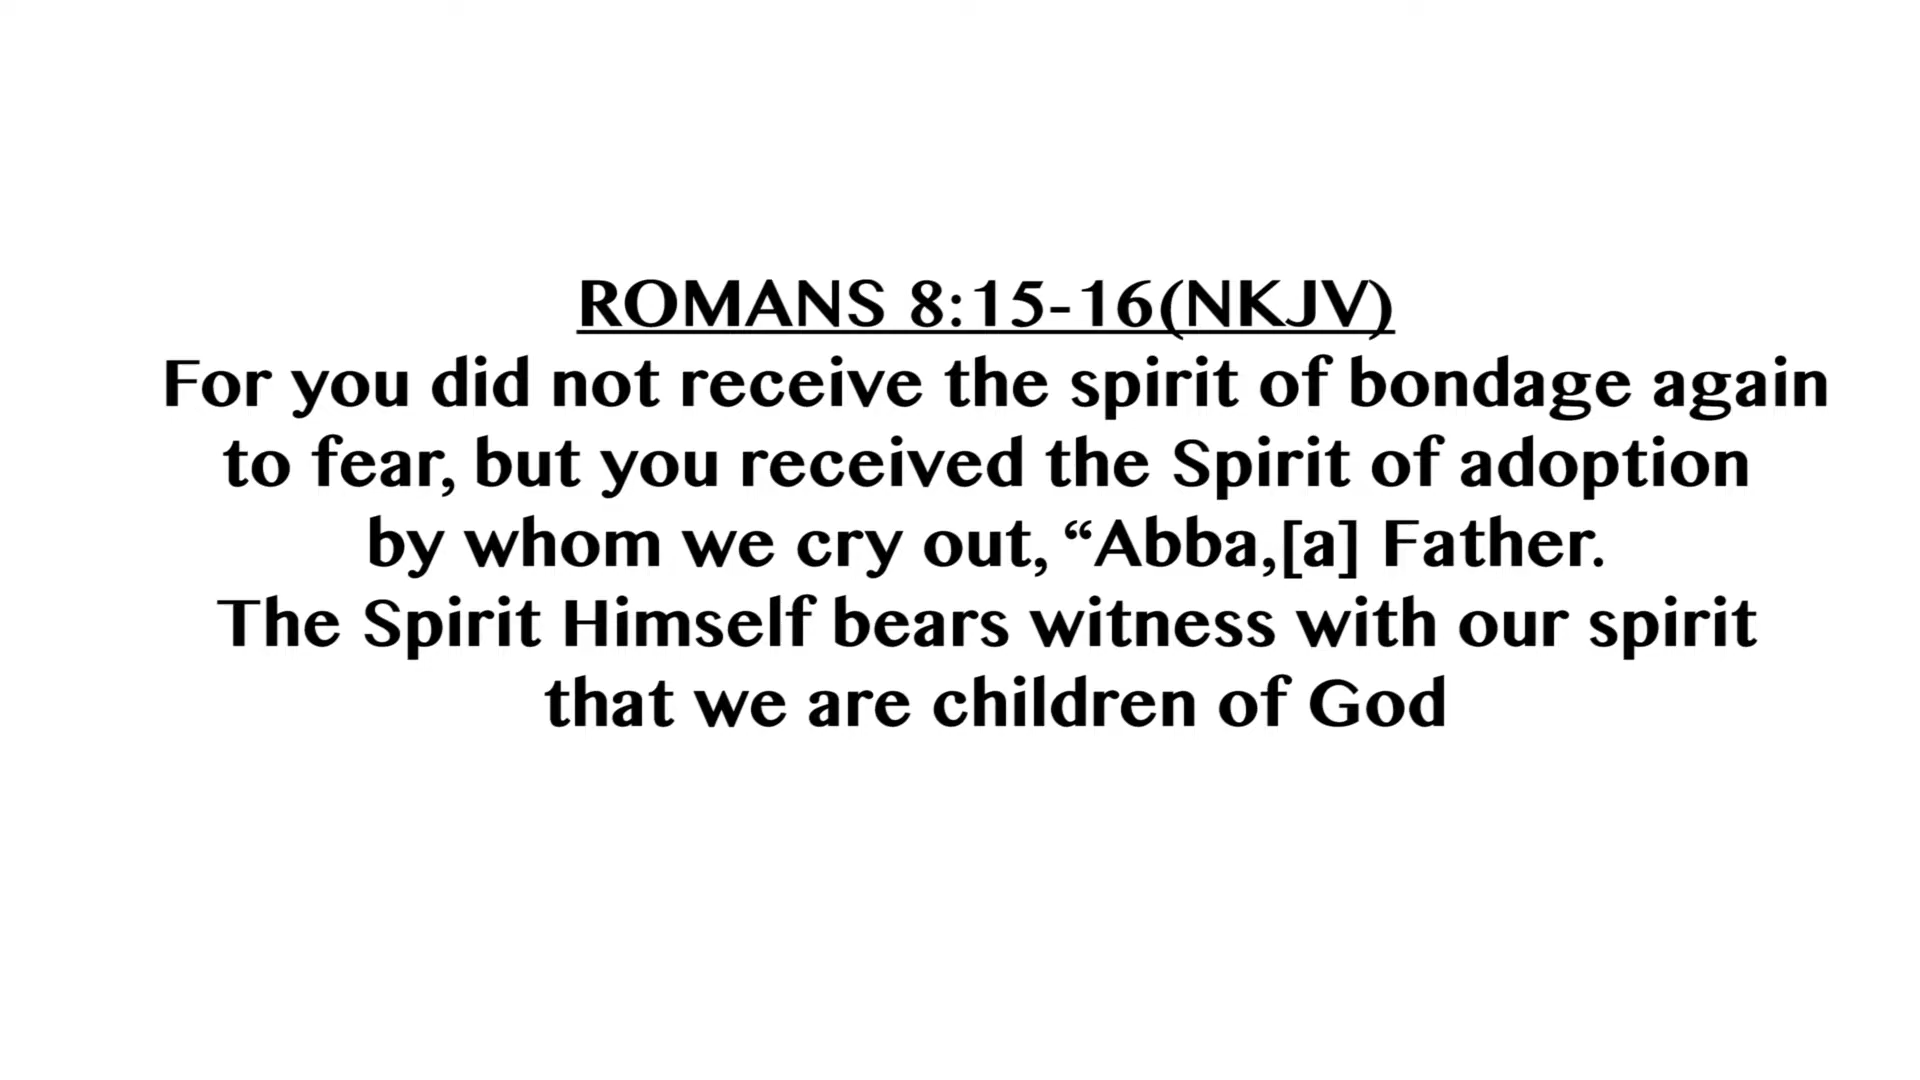 ROMANS 8:15-16(NKJV)
For you did not receive the spirit of bondage again
to fear, but you received the Spirit of adoption
by whom we cry out, “Abba,[a] Father.
The Spirit Himself bears witness with our spirit
that we are children of God